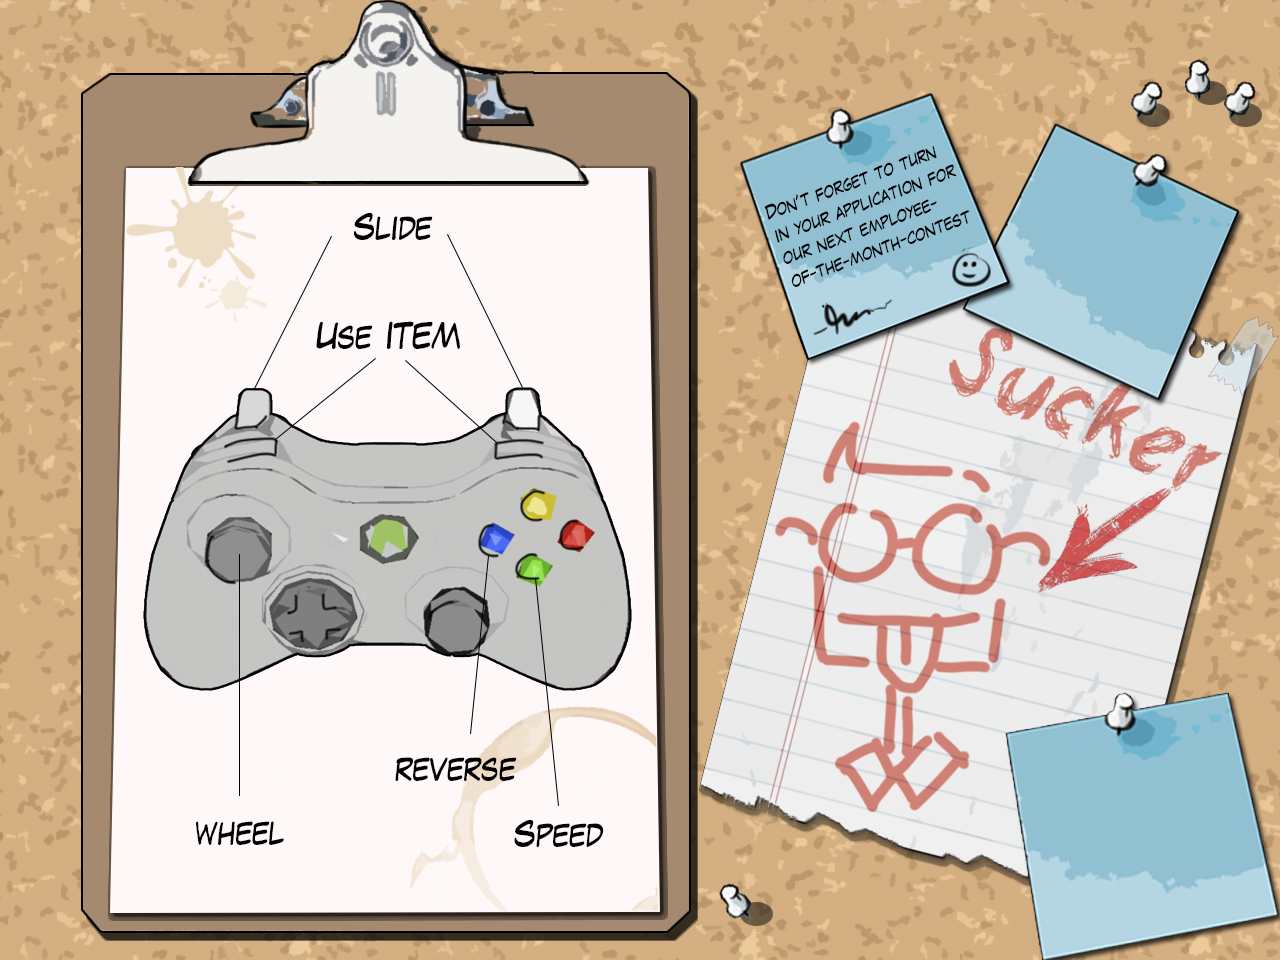 SLIDE
USE ITEM
REVERSE
WHEEL
SPEED
DON'T FORGET TO TURN
IN YOUR APPLICATION FOR
OUR NEXT EMPLOYEE-
OF-THE-MONTH-CONTEST
Sucker